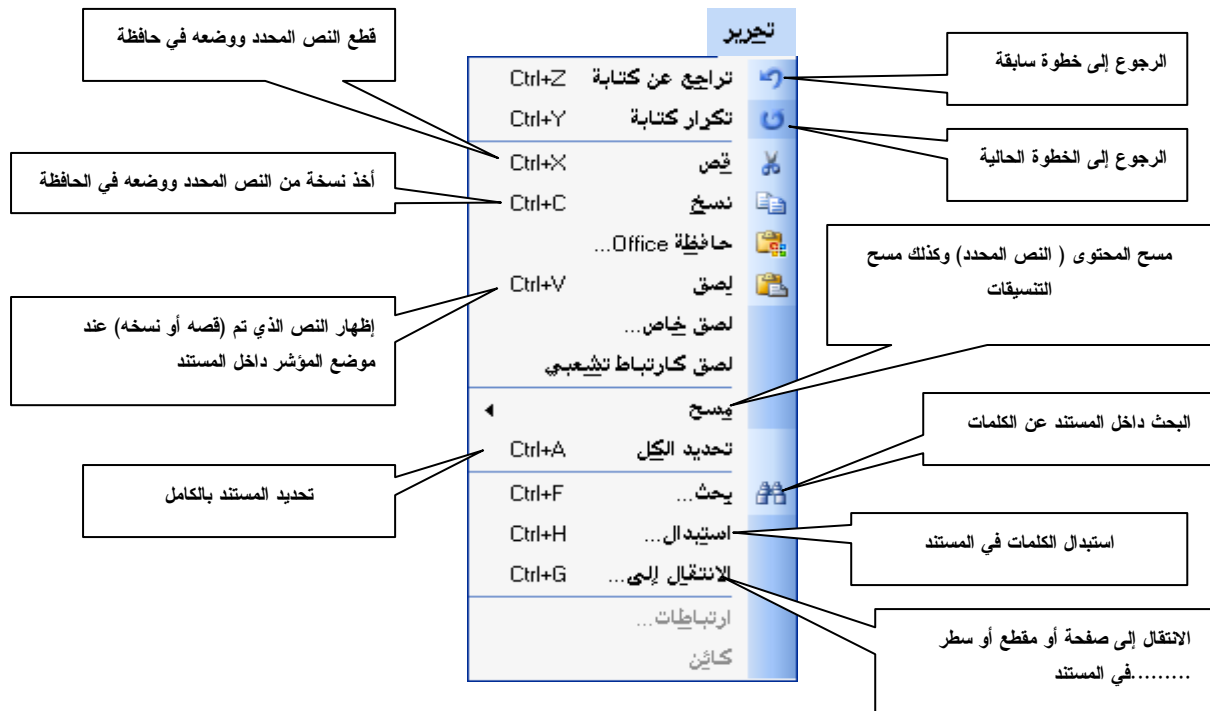 تحرير
تراجع عن كتابة Ctrl+Z
تكرار كتابة Ctrl+Y
قص Ctrl+X
نسخ Ctrl+C
حافظة Office...
لصق Ctrl+V
لصق خاص...
لصق كارتباط تشعبي
مسح
تحديد الكل Ctrl+A
بحث... Ctrl+F
استبدال... Ctrl+H
الانتقال إلى... Ctrl+G
ارتباطات...
كائن
الرجوع إلى خطوة سابقة
الرجوع إلى الخطوة الحالية
مسح المحتوى ( النص المحدد) وكذلك مسح
التنسيقات
البحث داخل المستند عن الكلمات
استبدال الكلمات في المستند
الانتقال إلى صفحة أو مقطع أو سطر
.........في المستند
قطع النص المحدد ووضعه في حافظة
أخذ نسخة من النص المحدد ووضعه في الحافظة
إظهار النص الذي تم (قصه أو نسخه) عند
موضع المؤشر داخل المستند
تحديد المستند بالكامل